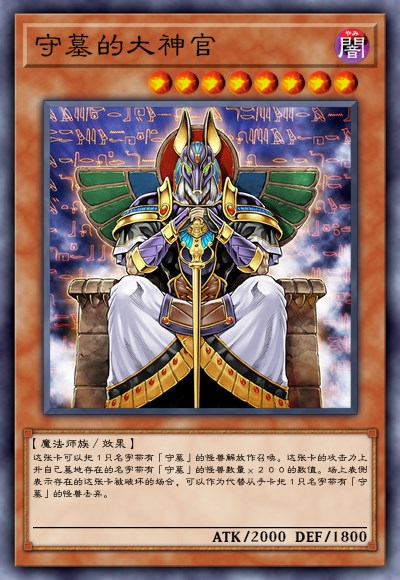 守墓的大神官
やみ
闇
【魔法师族／效果】
这张卡可以把１只名字带有「守墓」的怪兽解放作召唤。这张卡的攻击力上
升自己墓地存在的名字带有「守墓」的怪兽数量×２００的数值。场上表侧
表示存在的这张卡被破坏的场合，可以作为代替从手卡把１只名字带有「守
墓」的怪兽丢弃。
ATK/2000 DEF/1800